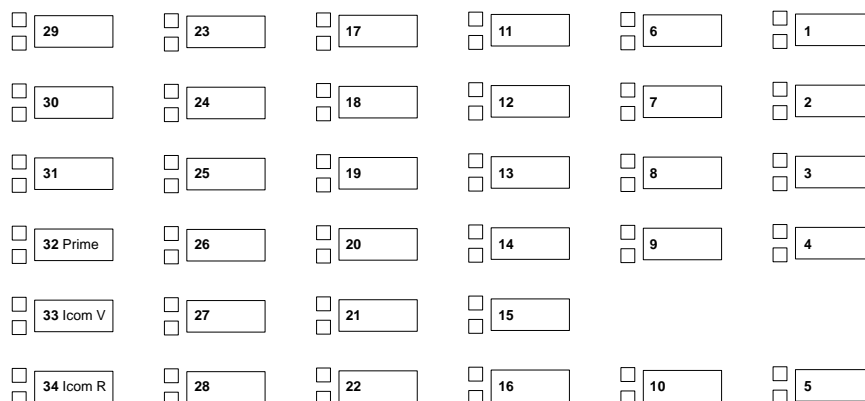 29 23 17 11 6 1
30 24 18 12 7 2
31 25 19 13 8 3
32 Prime 26 20 14 9 4
33 Icom V 27 21 15
34 Icom R 28 22 16 10 5